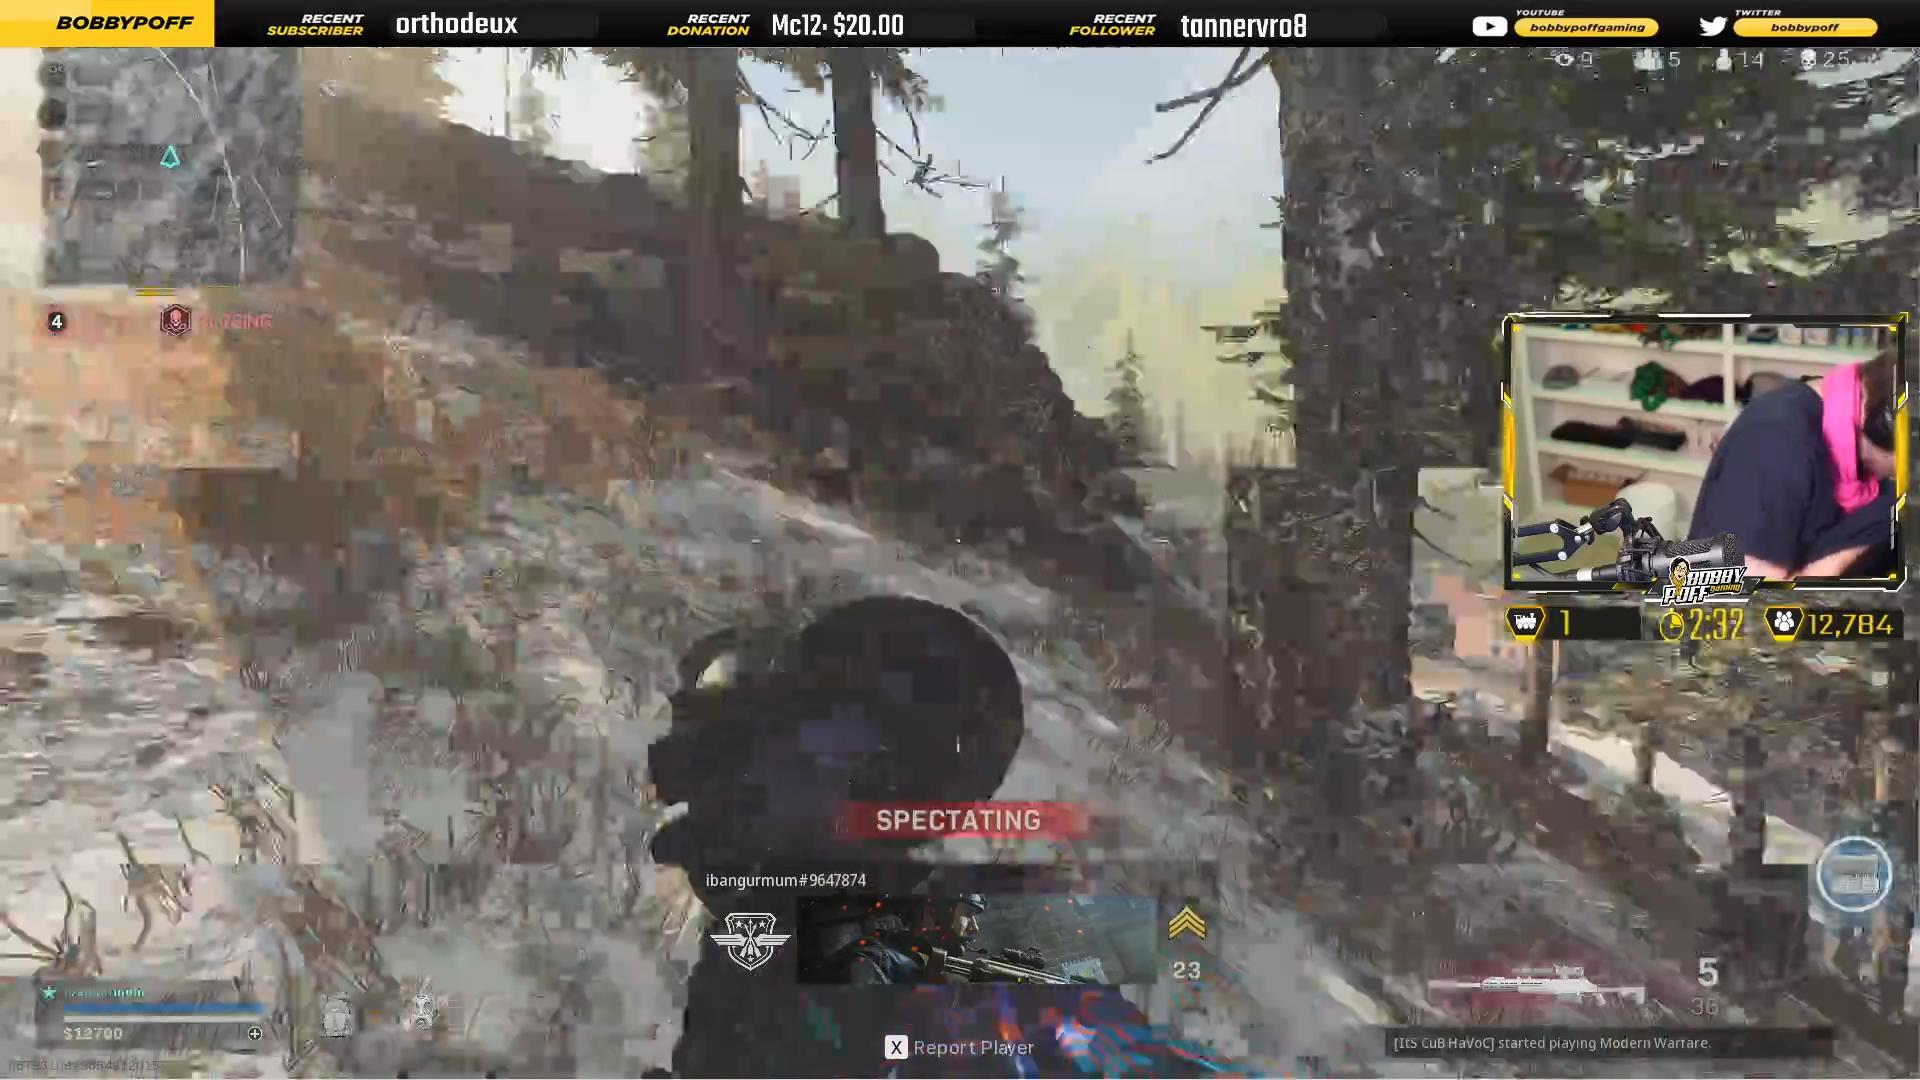 BOBBYPOFF
RECENT SUBSCRIBER
orthodeux
RECENT DONATION
Mc12: $20.00
RECENT FOLLOWER
tannervro8
YOUTUBE
bobbypoffgaming
TWITTER
bobbypoff
9 5 14 25
4
BOBBY POFF
1
2:32
12,784
SPECTATING
ibangurmum#9647874
23
5
36
$12700
X Report Player
[ItS CuB HaVoC] started playing Modern Warfare.